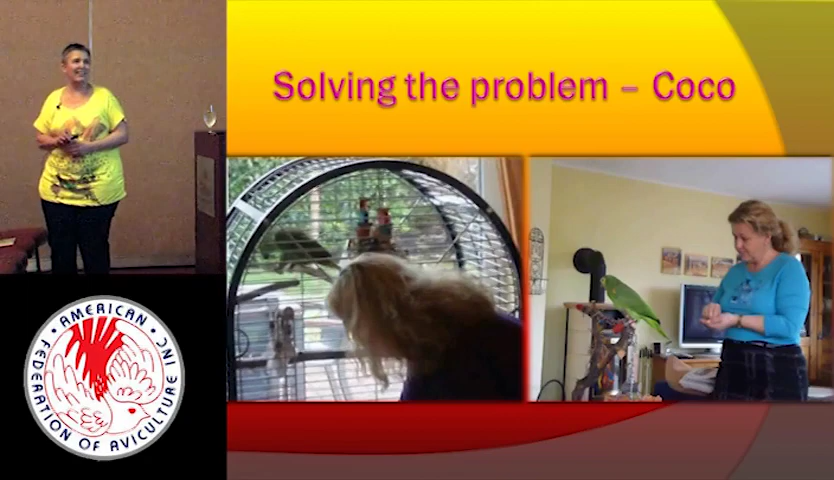 Solving the problem – Coco
• AMERICAN •
FEDERATION OF AVICULTURE INC